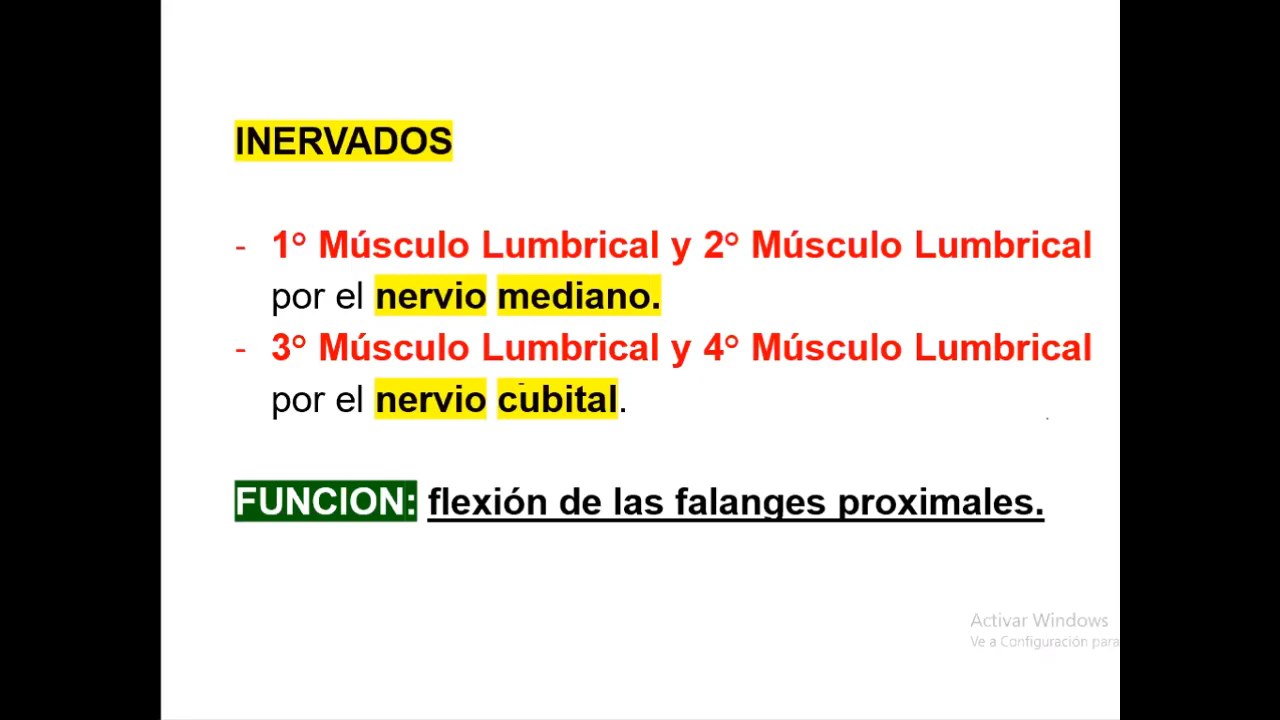 INERVADOS
- 1° Músculo Lumbrical y 2° Músculo Lumbrical
por el nervio mediano.
- 3° Músculo Lumbrical y 4° Músculo Lumbrical
por el nervio cubital.
FUNCION: flexión de las falanges proximales.
Activar Windows
Ve a Configuración para